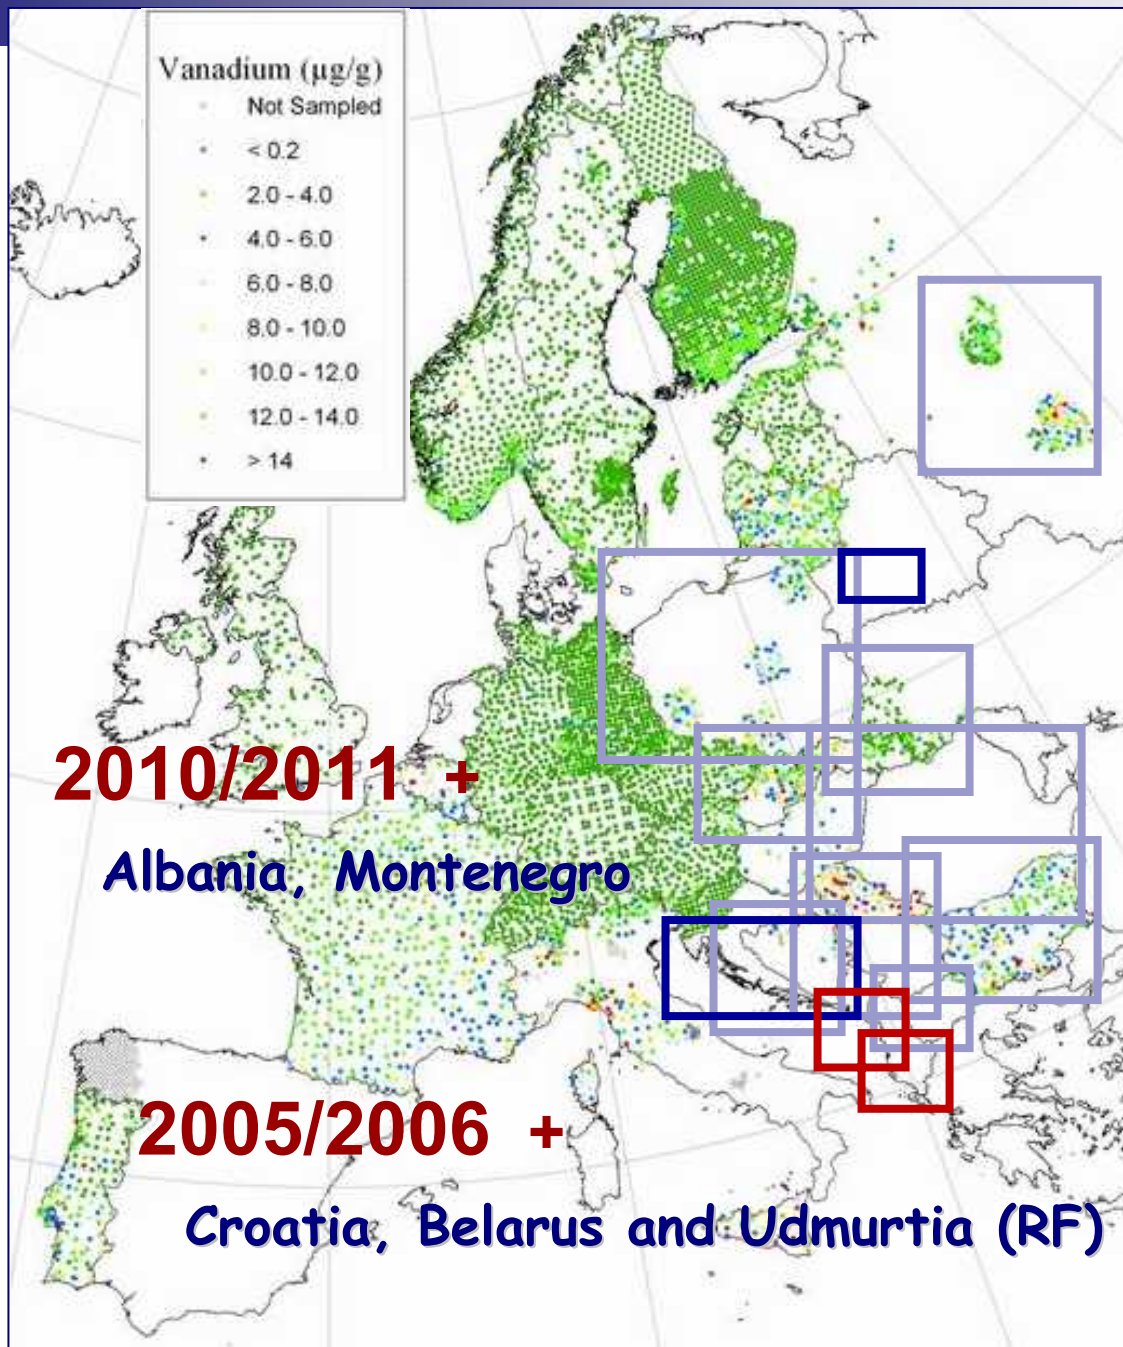 Vanadium (µg/g)
Not Sampled
< 0.2
2.0 - 4.0
4.0 - 6.0
6.0 - 8.0
8.0 - 10.0
10.0 - 12.0
12.0 - 14.0
> 14
2010/2011 +
Albania, Montenegro
2005/2006 +
Croatia, Belarus and Udmurtia (RF)